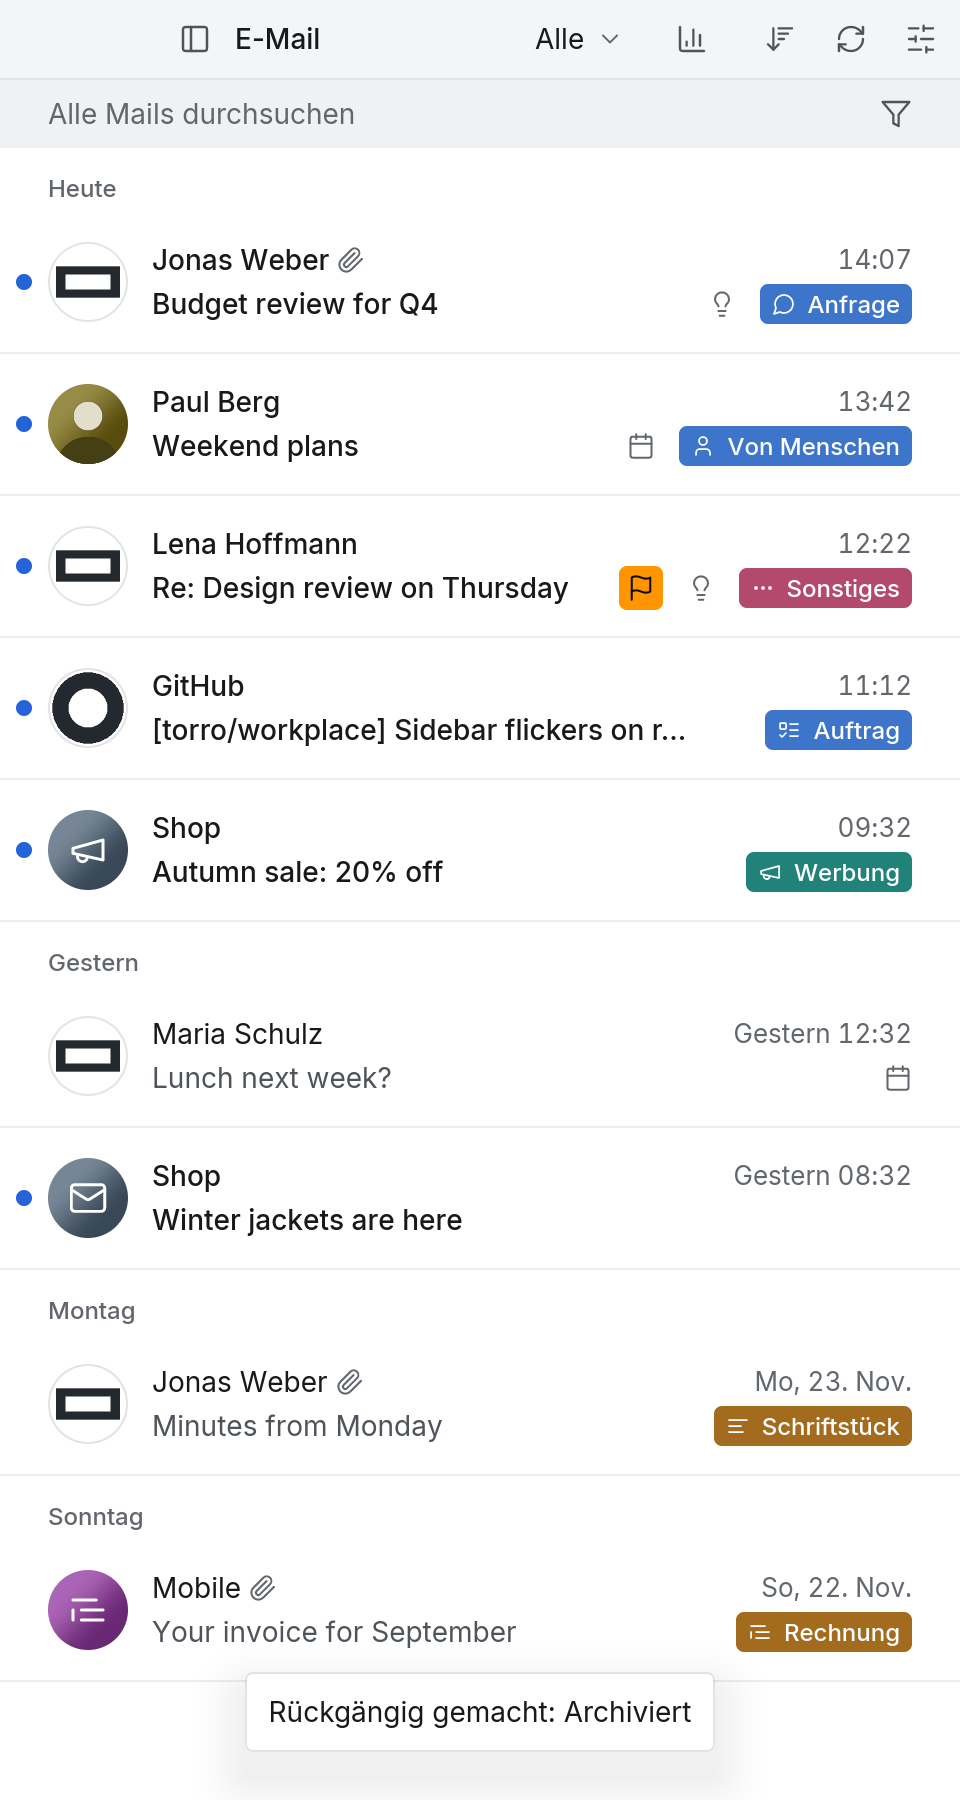 E-Mail
Alle
Alle Mails durchsuchen
Heute
Jonas Weber
14:07
Budget review for Q4
Anfrage
Paul Berg
13:42
Weekend plans
Von Menschen
Lena Hoffmann
12:22
Re: Design review on Thursday
Sonstiges
GitHub
11:12
[torro/workplace] Sidebar flickers on r...
Auftrag
Shop
09:32
Autumn sale: 20% off
Werbung
Gestern
Maria Schulz
Gestern 12:32
Lunch next week?
Shop
Gestern 08:32
Winter jackets are here
Montag
Jonas Weber
Mo, 23. Nov.
Minutes from Monday
Schriftstück
Sonntag
Mobile
So, 22. Nov.
Your invoice for September
Rechnung
Rückgängig gemacht: Archiviert